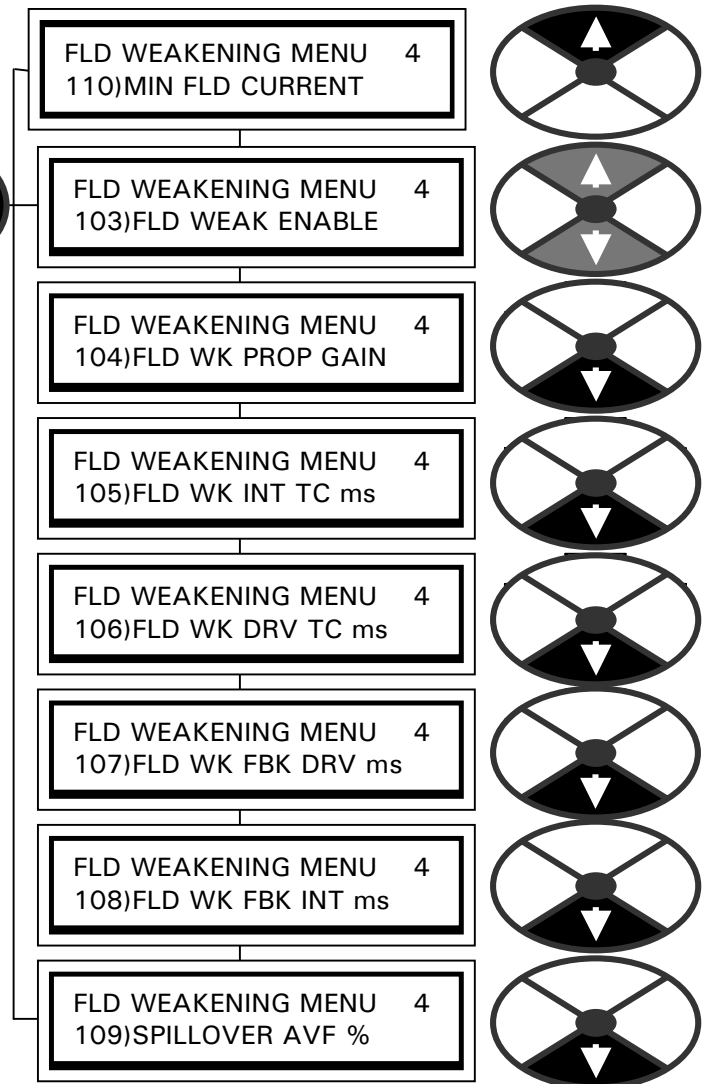 FLD WEAKENING MENU 4
110)MIN FLD CURRENT
FLD WEAKENING MENU 4
103)FLD WEAK ENABLE
FLD WEAKENING MENU 4
104)FLD WK PROP GAIN
FLD WEAKENING MENU 4
105)FLD WK INT TC ms
FLD WEAKENING MENU 4
106)FLD WK DRV TC ms
FLD WEAKENING MENU 4
107)FLD WK FBK DRV ms
FLD WEAKENING MENU 4
108)FLD WK FBK INT ms
FLD WEAKENING MENU 4
109)SPILLOVER AVF %